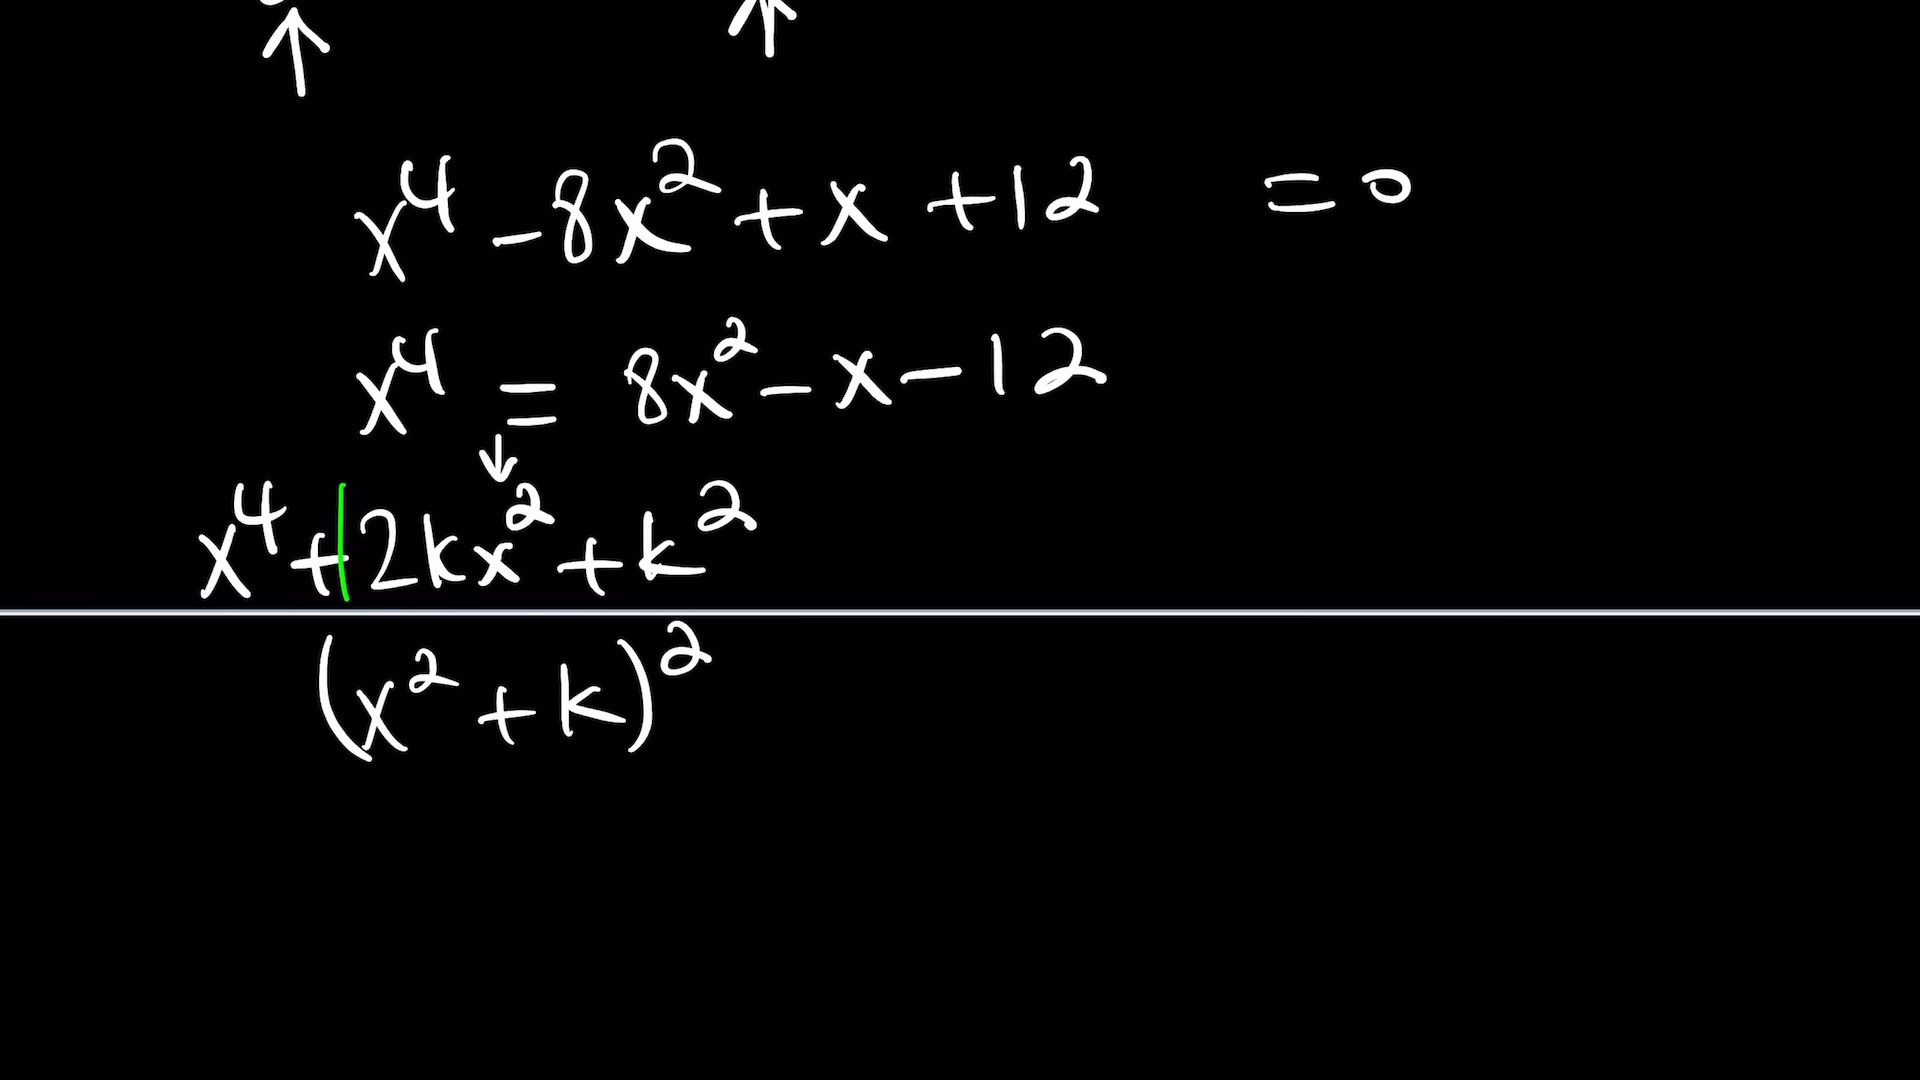 x⁴ - 8x² + x + 12 = 0
x⁴ = 8x² - x - 12
x⁴ + 2kx² + k²
(x² + k)²